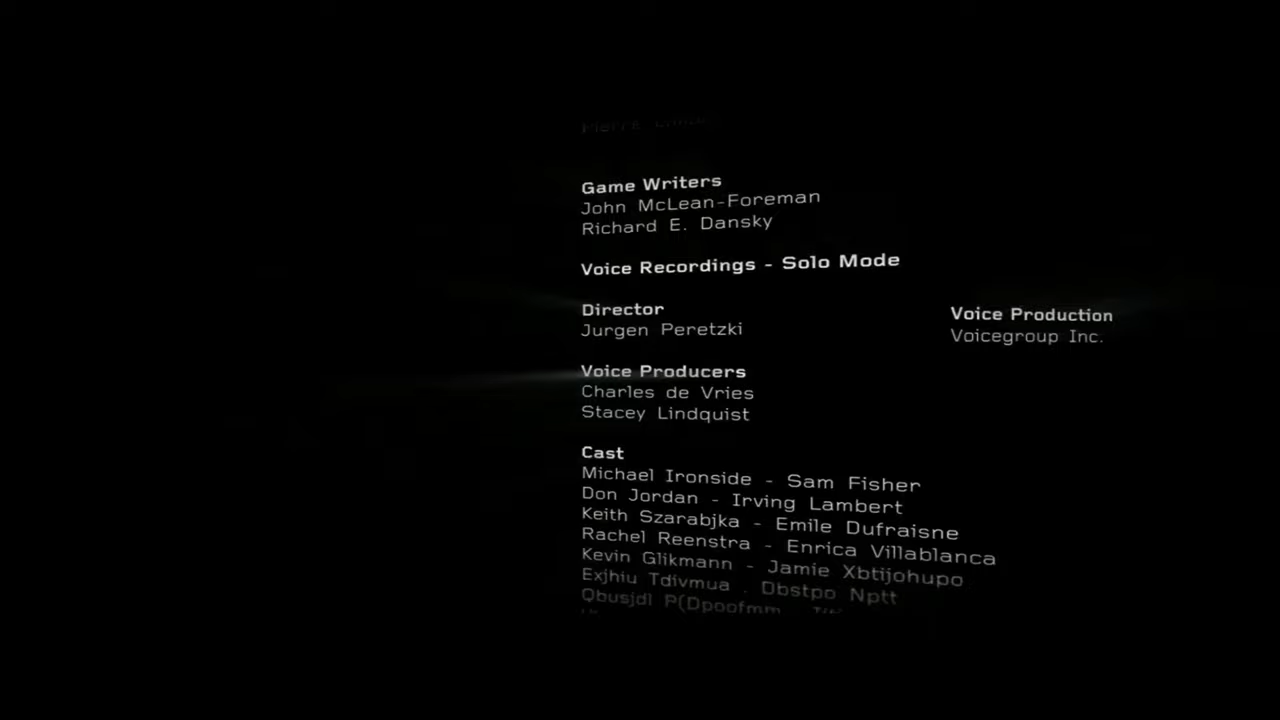 Game Writers
John McLean-Foreman
Richard E. Dansky
Voice Recordings - Solo Mode
Director
Jurgen Peretzki
Voice Production
Voicegroup Inc.
Voice Producers
Charles de Vries
Stacey Lindquist
Cast
Michael Ironside - Sam Fisher
Don Jordan - Irving Lambert
Keith Szarabjka - Emile Dufraisne
Rachel Reenstra - Enrica Villablanca
Kevin Glikmann - Jamie Xbtijohupo
Exjhiu Tdivmua . Dbstpo Nptt
Qbusjdl P(Dpoofmm